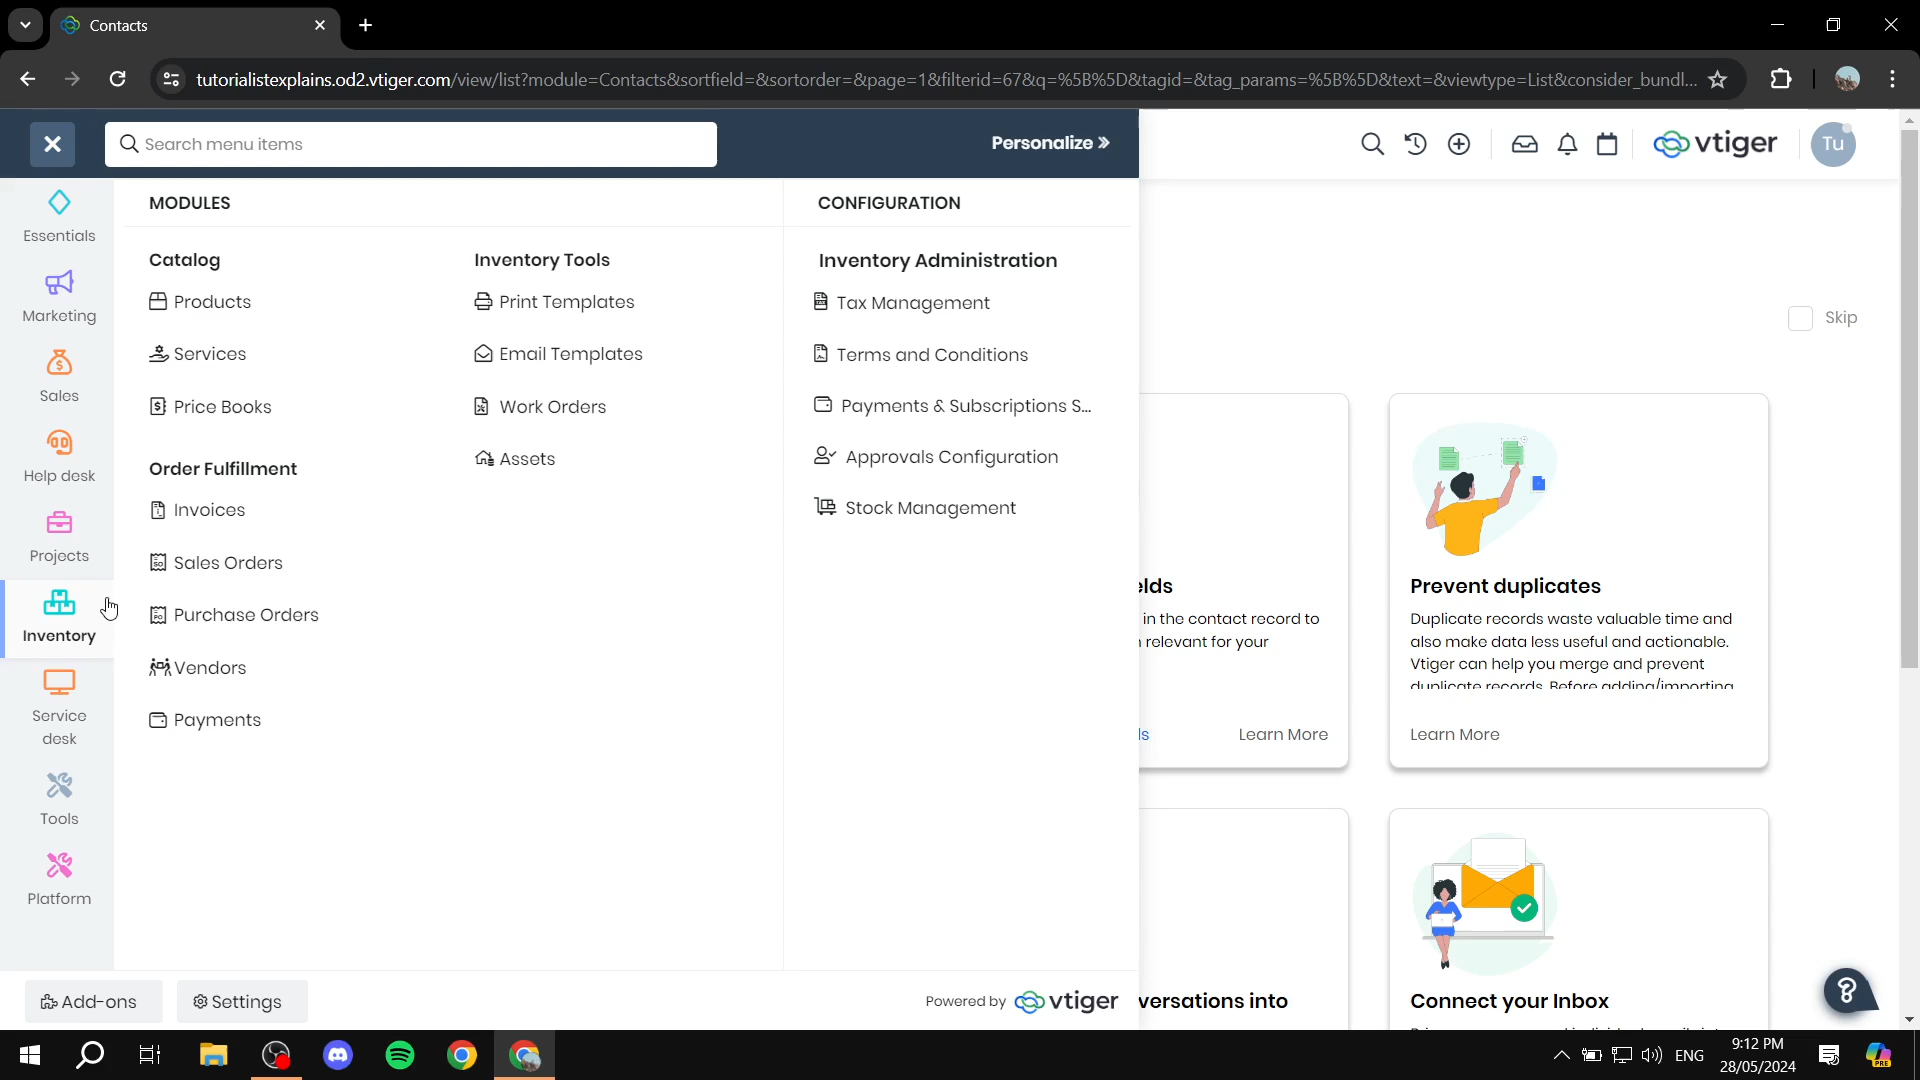 Contacts
tutorialistexplains.od2.vtiger.com/view/list?module=Contacts&sortfield=&sortorder=&page=1&filterid=67&q=%5B%5D&tagid=&tag_params=%5B%5D&text=&viewtype=List&consider_bundl...
Search menu items
Personalize »
vtiger
Tu
Essentials
Marketing
Sales
Help desk
Projects
Inventory
Service
desk
Tools
Platform
MODULES
Catalog
Products
Services
Price Books
Order Fulfillment
Invoices
Sales Orders
Purchase Orders
Vendors
Payments
Inventory Tools
Print Templates
Email Templates
Work Orders
Assets
CONFIGURATION
Inventory Administration
Tax Management
Terms and Conditions
Payments & Subscriptions S...
Approvals Configuration
Stock Management
Skip
elds
in the contact record to
relevant for your
ls
Learn More
Prevent duplicates
Duplicate records waste valuable time and
also make data less useful and actionable.
Vtiger can help you merge and prevent
duplicate records. Before adding/importing
Learn More
versations into
Connect your Inbox
Add-ons
Settings
Powered by vtiger
?
ENG
9:12 PM
28/05/2024
PRE